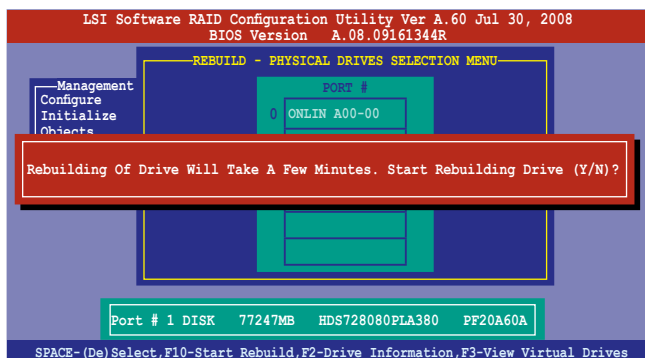 LSI Software RAID Configuration Utility Ver A.60 Jul 30, 2008
BIOS Version A.08.09161344R
REBUILD - PHYSICAL DRIVES SELECTION MENU
Management
Configure
Initialize
Objects
PORT #
0 ONLIN A00-00
Rebuilding Of Drive Will Take A Few Minutes. Start Rebuilding Drive (Y/N)?
Port # 1 DISK 77247MB HDS728080PLA380 PF20A60A
SPACE-(De)Select,F10-Start Rebuild,F2-Drive Information,F3-View Virtual Drives